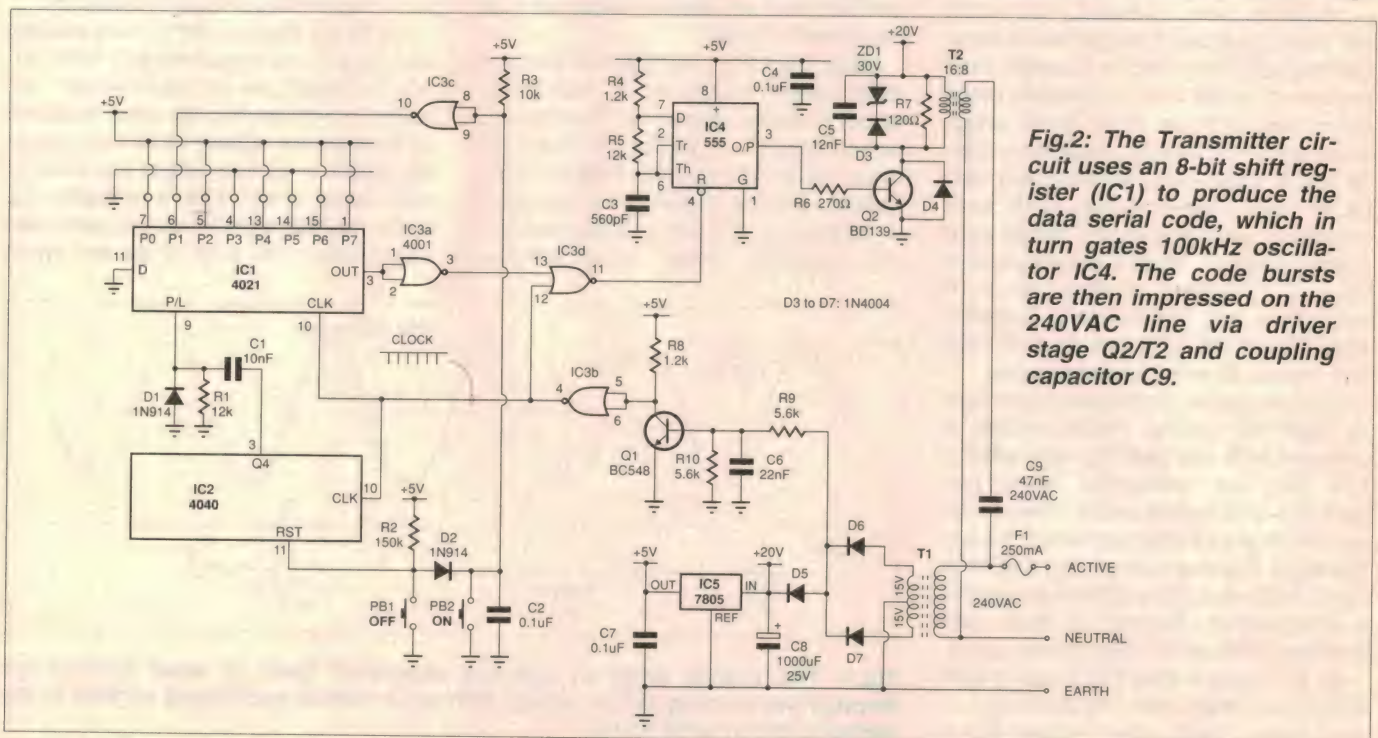 +5V
IC3c
10
8
9
R3
10k
+5V
+5V
R4
1.2k
R5
12k
C3
560pF
7
D
2
Tr
Th
6
8
+
IC4
555
O/P
3
R
4
G
1
C4
0.1uF
+20V
ZD1
30V
C5
12nF
D3
R7
120Ω
T2
16:8
R6
270Ω
Q2
BD139
D4
Fig.2: The Transmitter cir-
cuit uses an 8-bit shift reg-
ister (IC1) to produce the
data serial code, which in
turn gates 100kHz oscilla-
tor IC4. The code bursts
are then impressed on the
240VAC line via driver
stage Q2/T2 and coupling
capacitor C9.
7 6 5 4 13 14 15 1
P0 P1 P2 P3 P4 P5 P6 P7
11
D
IC1
4021
OUT
3
P/L
CLK
9
10
IC3a
4001
1
2
3
IC3d
13
12
11
D3 to D7: 1N4004
CLOCK
C1
10nF
D1
1N914
R1
12k
3
Q4
IC2
4040
CLK
10
RST
11
+5V
R2
150k
D2
1N914
PB1
OFF
PB2
ON
C2
0.1uF
+5V
R8
1.2k
IC3b
4
5
6
Q1
BC548
R9
5.6k
R10
5.6k
C6
22nF
+5V
OUT
IC5
7805
IN
REF
+20V
D5
C7
0.1uF
+
C8
1000uF
25V
D6
D7
T1
15V
15V
240VAC
C9
47nF
240VAC
F1
250mA
ACTIVE
NEUTRAL
EARTH